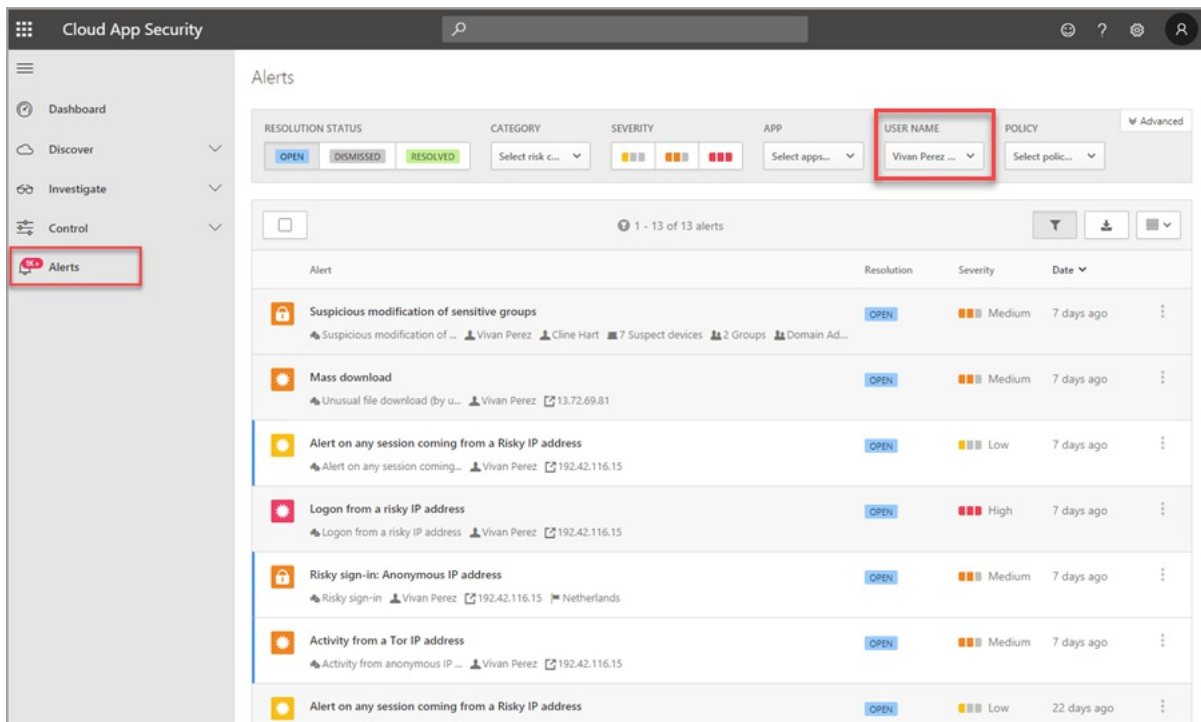 Cloud App Security
?
Dashboard
Discover
Investigate
Control
1K+
Alerts
Alerts
RESOLUTION STATUS
CATEGORY
SEVERITY
APP
USER NAME
POLICY
Advanced
OPEN
DISMISSED
RESOLVED
Select risk c...
Select apps...
Vivan Perez ...
Select polic...
1 - 13 of 13 alerts
Alert Resolution Severity Date
Suspicious modification of sensitive groups OPEN Medium 7 days ago
Suspicious modification of ... Vivan Perez Cline Hart 7 Suspect devices 2 Groups Domain Ad...
Mass download OPEN Medium 7 days ago
Unusual file download (by u... Vivan Perez 13.72.69.81
Alert on any session coming from a Risky IP address OPEN Low 7 days ago
Alert on any session coming... Vivan Perez 192.42.116.15
Logon from a risky IP address OPEN High 7 days ago
Logon from a risky IP address Vivan Perez 192.42.116.15
Risky sign-in: Anonymous IP address OPEN Medium 7 days ago
Risky sign-in Vivan Perez 192.42.116.15 Netherlands
Activity from a Tor IP address OPEN Medium 7 days ago
Activity from anonymous IP ... Vivan Perez 192.42.116.15
Alert on any session coming from a Risky IP address OPEN Low 22 days ago